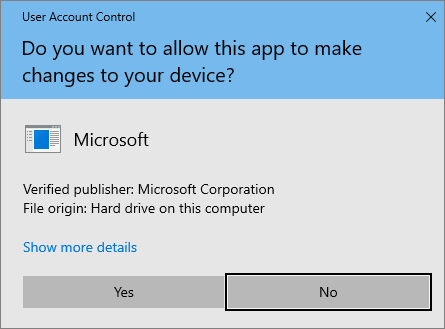 User Account Control
Do you want to allow this app to make
changes to your device?
Microsoft
Verified publisher: Microsoft Corporation
File origin: Hard drive on this computer
Show more details
Yes
No